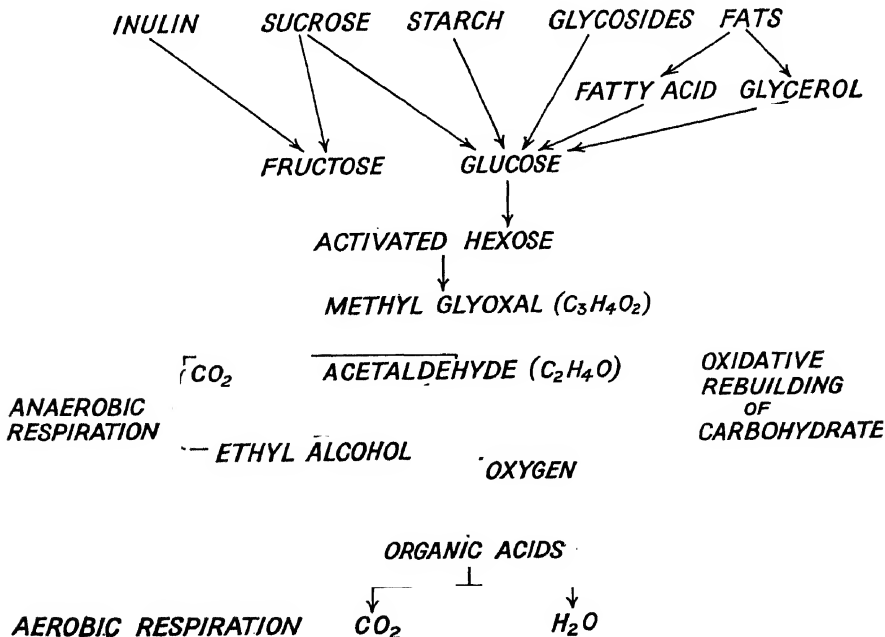 INULIN SUCROSE STARCH GLYCOSIDES FATS
FATTY ACID GLYCEROL
FRUCTOSE GLUCOSE
ACTIVATED HEXOSE
METHYL GLYOXAL (C₃H₄O₂)
CO₂ ACETALDEHYDE (C₂H₄O)
OXIDATIVE
REBUILDING
OF
CARBOHYDRATE
ANAEROBIC
RESPIRATION
ETHYL ALCOHOL
OXYGEN
ORGANIC ACIDS
AEROBIC RESPIRATION CO₂ H₂O